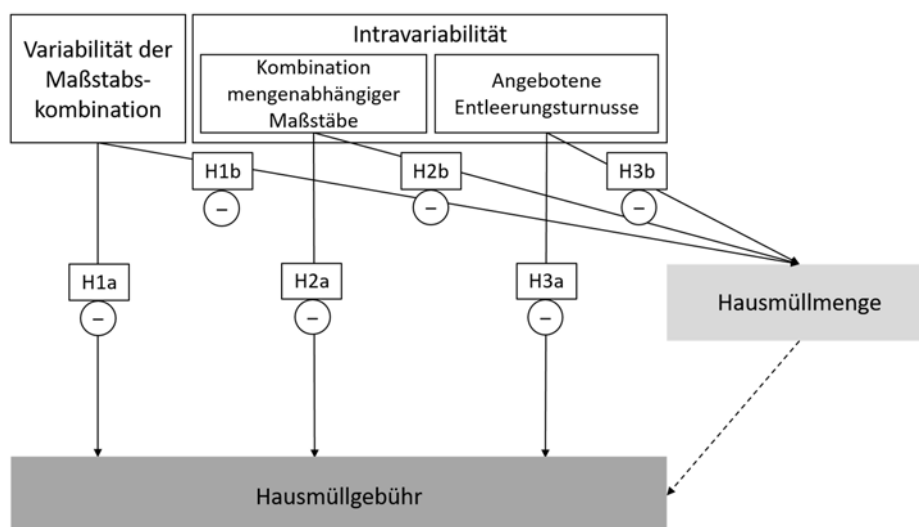 Variabilität der
Maßstabs-
kombination
Intravariabilität
Kombination
mengenabhängiger
Maßstäbe
Angebotene
Entleerungsturnusse
H1b
–
H2b
–
H3b
–
H1a
–
H2a
–
H3a
–
Hausmüllmenge
Hausmüllgebühr